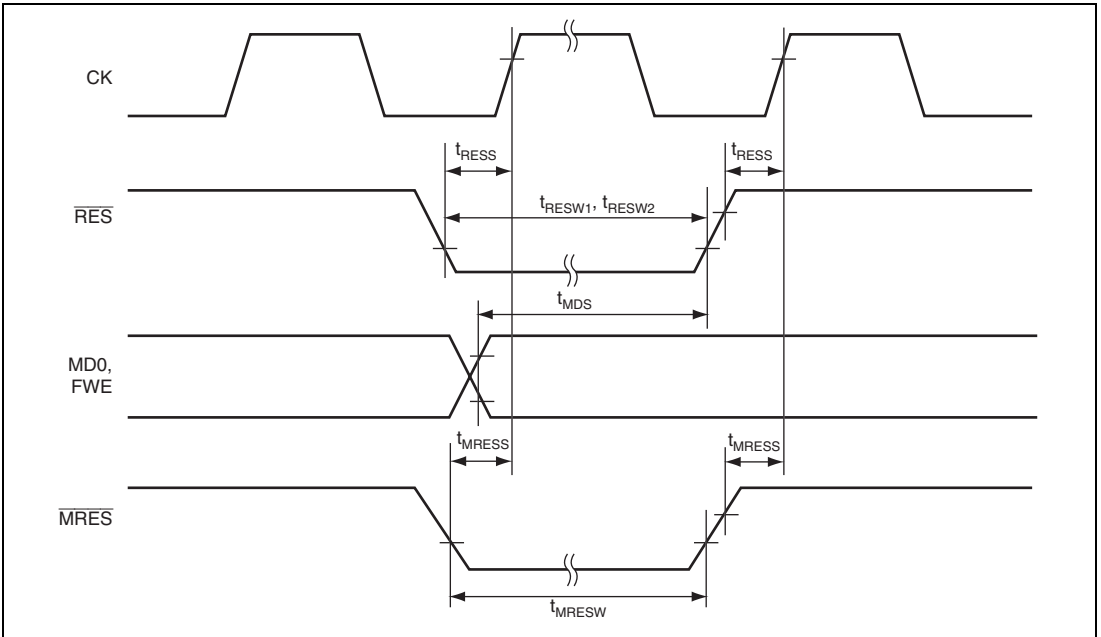 CK
tRESS
tRESS
RES
tRESW1, tRESW2
tMDS
MD0,
FWE
tMRESS
tMRESS
MRES
tMRESW